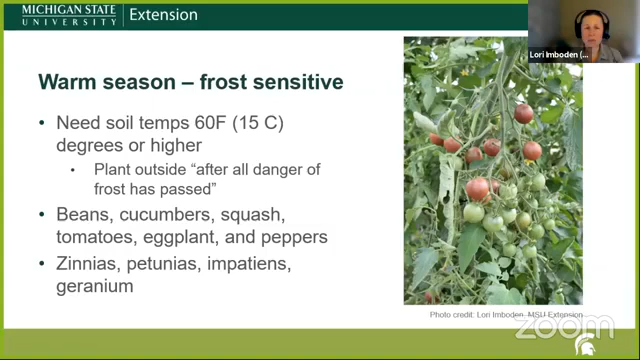 MICHIGAN STATE
UNIVERSITY
Extension
Lori Imboden (...
Warm season – frost sensitive
• Need soil temps 60F (15 C)
degrees or higher
• Plant outside “after all danger of
frost has passed”
• Beans, cucumbers, squash,
tomatoes, eggplant, and peppers
• Zinnias, petunias, impatiens,
geranium
Photo credit: Lori Imboden, MSU Extension
zoom